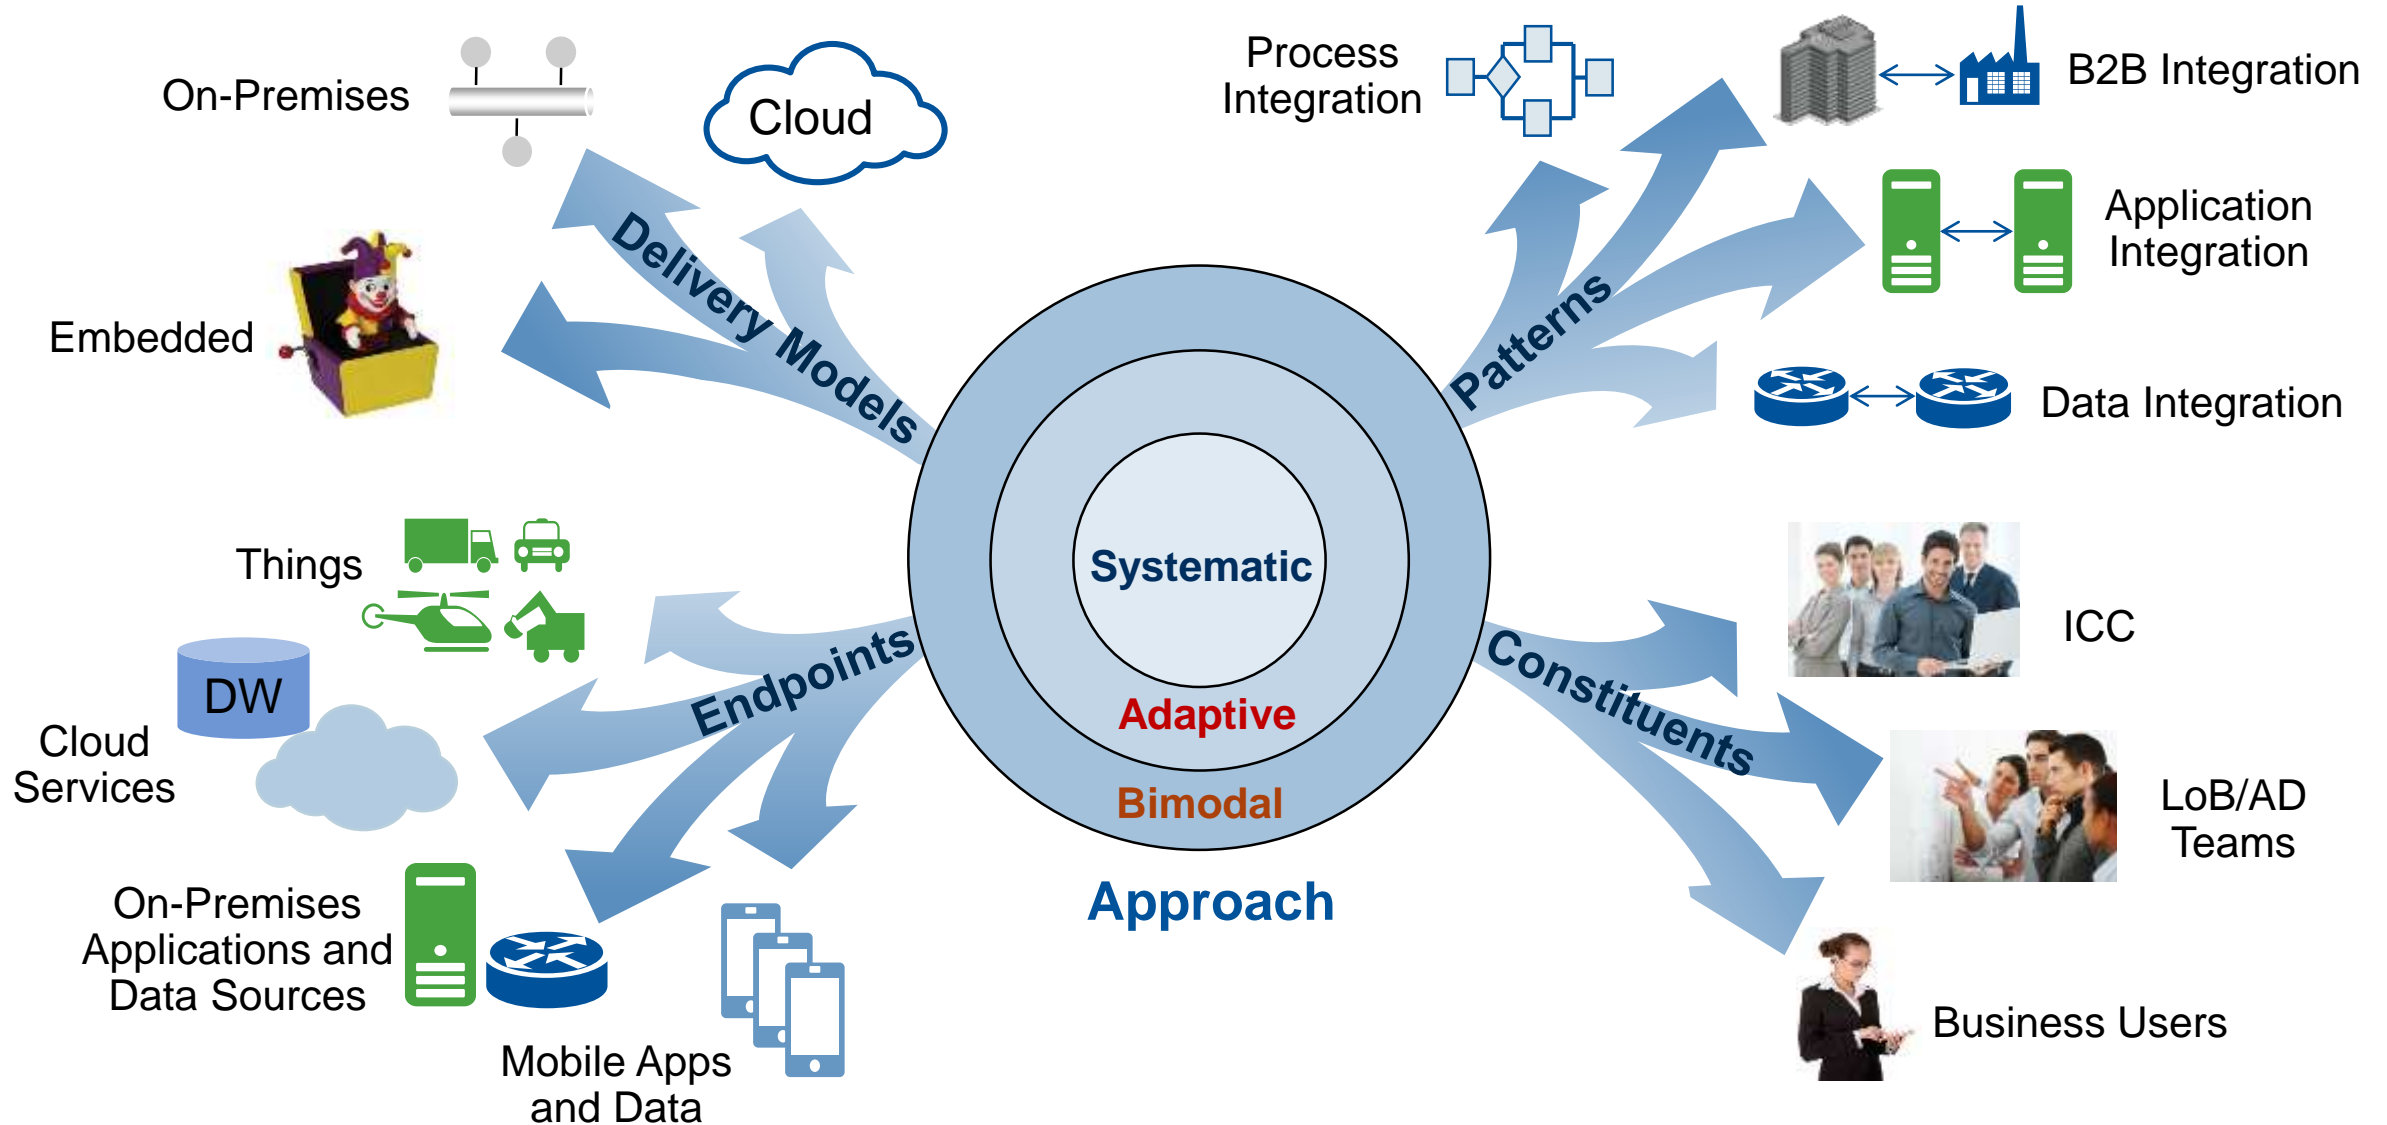 On-Premises
Cloud
Embedded
Delivery Models
Process
Integration
B2B Integration
Application
Integration
Data Integration
Patterns
Systematic
Adaptive
Bimodal
Approach
Things
DW
Cloud
Services
On-Premises
Applications and
Data Sources
Mobile Apps
and Data
Endpoints
Constituents
ICC
LoB/AD
Teams
Business Users